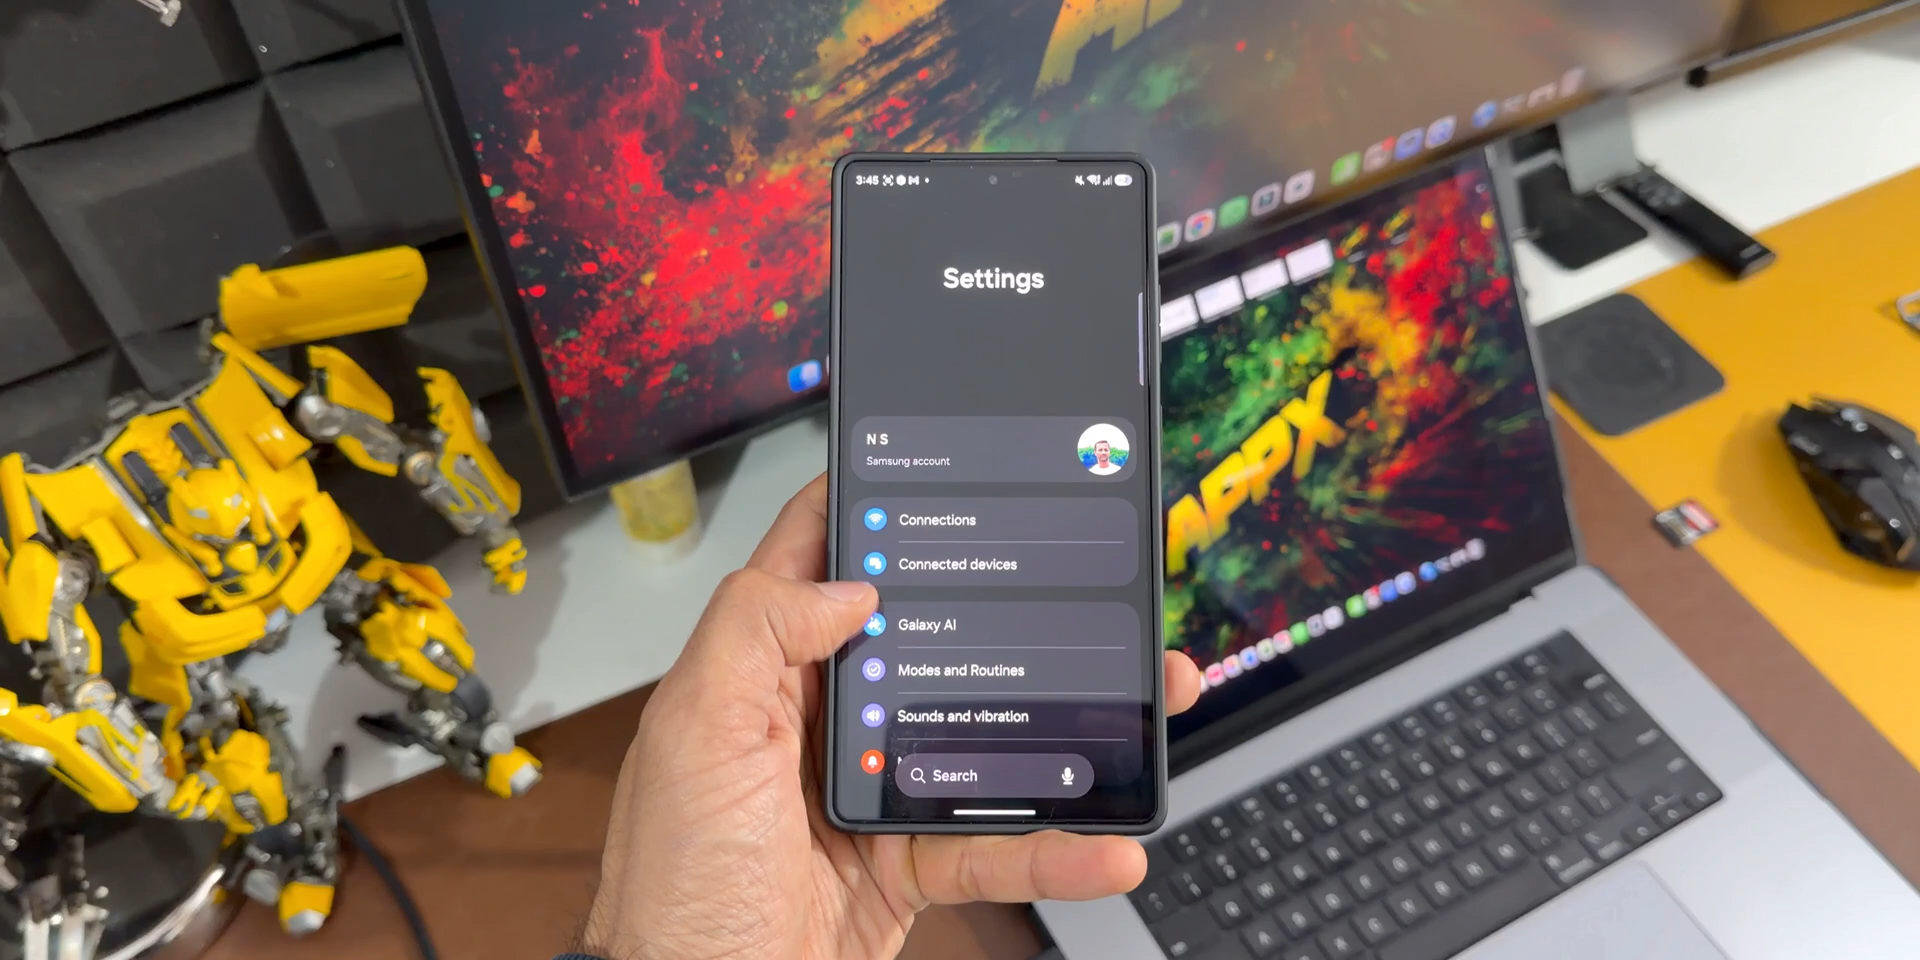 3:45
Settings
N S
Samsung account
Connections
Connected devices
Galaxy AI
Modes and Routines
Sounds and vibration
Search
APPX